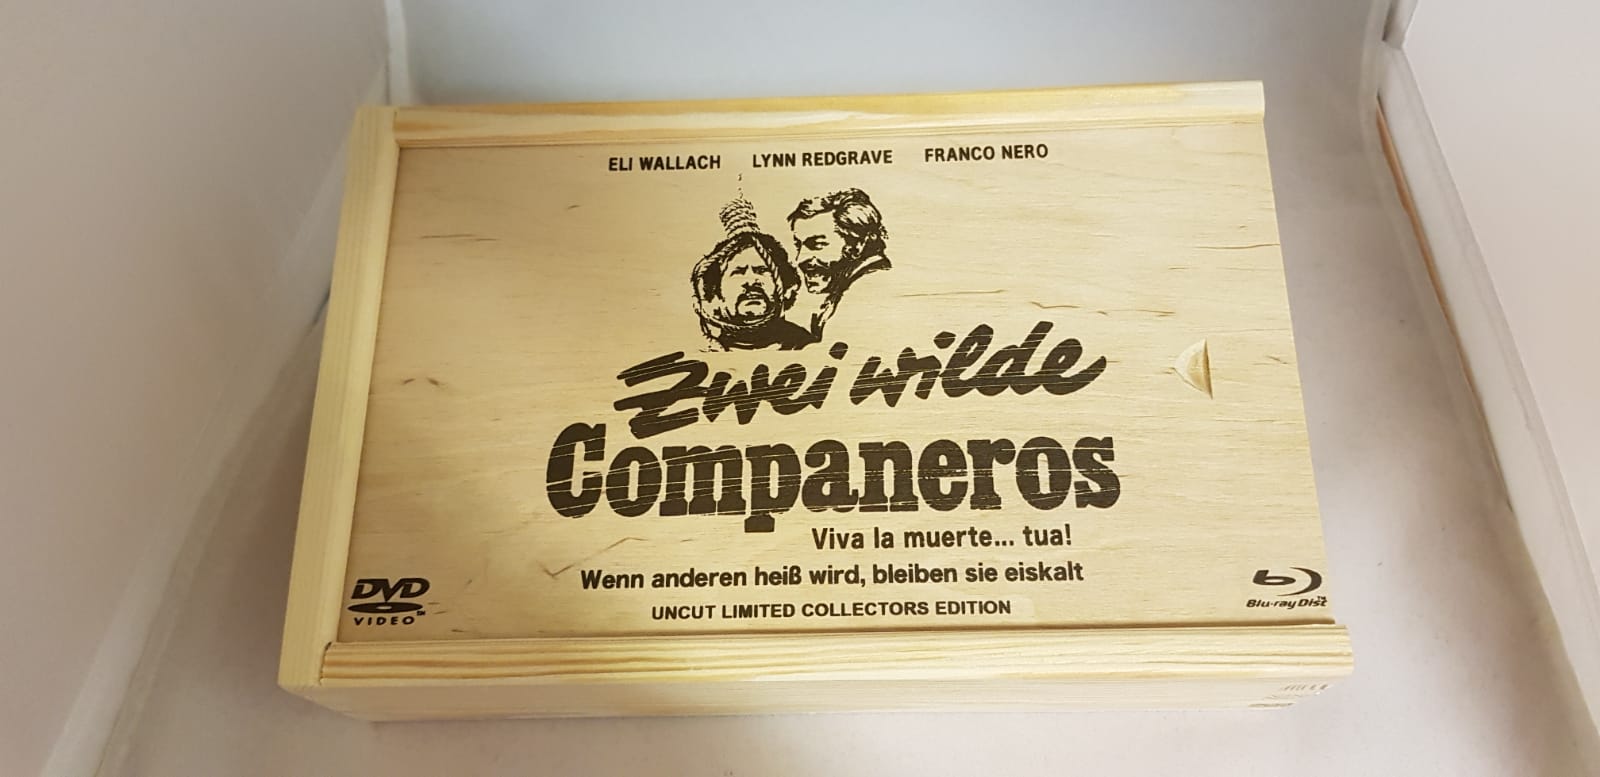 ELI WALLACH LYNN REDGRAVE FRANCO NERO
Zwei wilde
Companeros
Viva la muerte... tua!
Wenn anderen heiß wird, bleiben sie eiskalt
UNCUT LIMITED COLLECTORS EDITION
DVD
VIDEO
Blu-ray Disc
TM